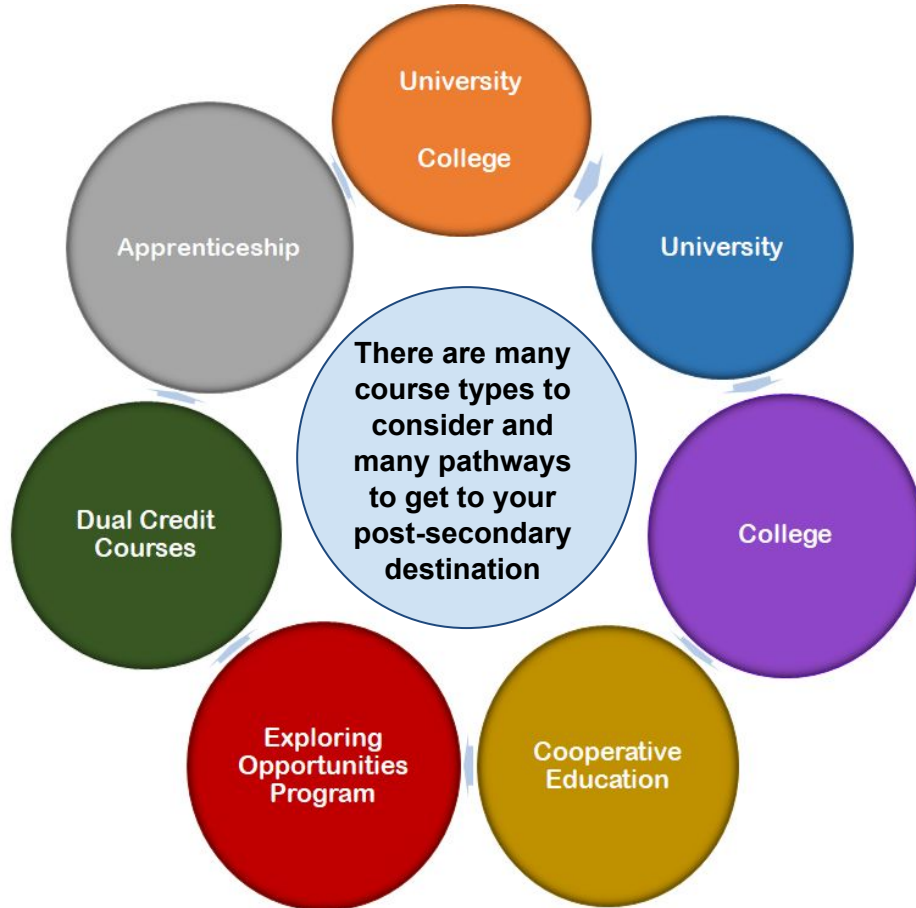 University
College
University
College
Cooperative
Education
Exploring
Opportunities
Program
Dual Credit
Courses
Apprenticeship
There are many
course types to
consider and
many pathways
to get to your
post-secondary
destination